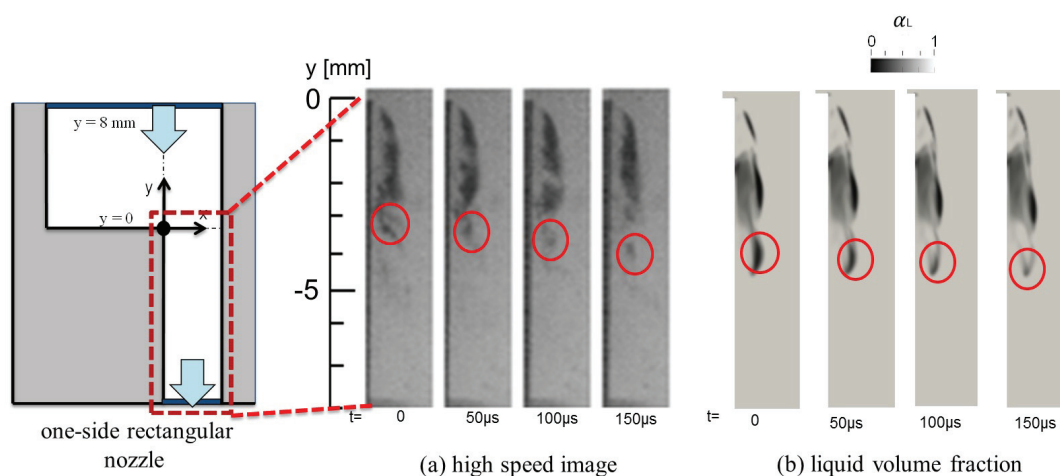 αL
0 1
y [mm]
0
-5
y = 8 mm
y
y = 0
x
t= 0 50μs 100μs 150μs
t= 0 50μs 100μs 150μs
one-side rectangular
nozzle
(a) high speed image
(b) liquid volume fraction